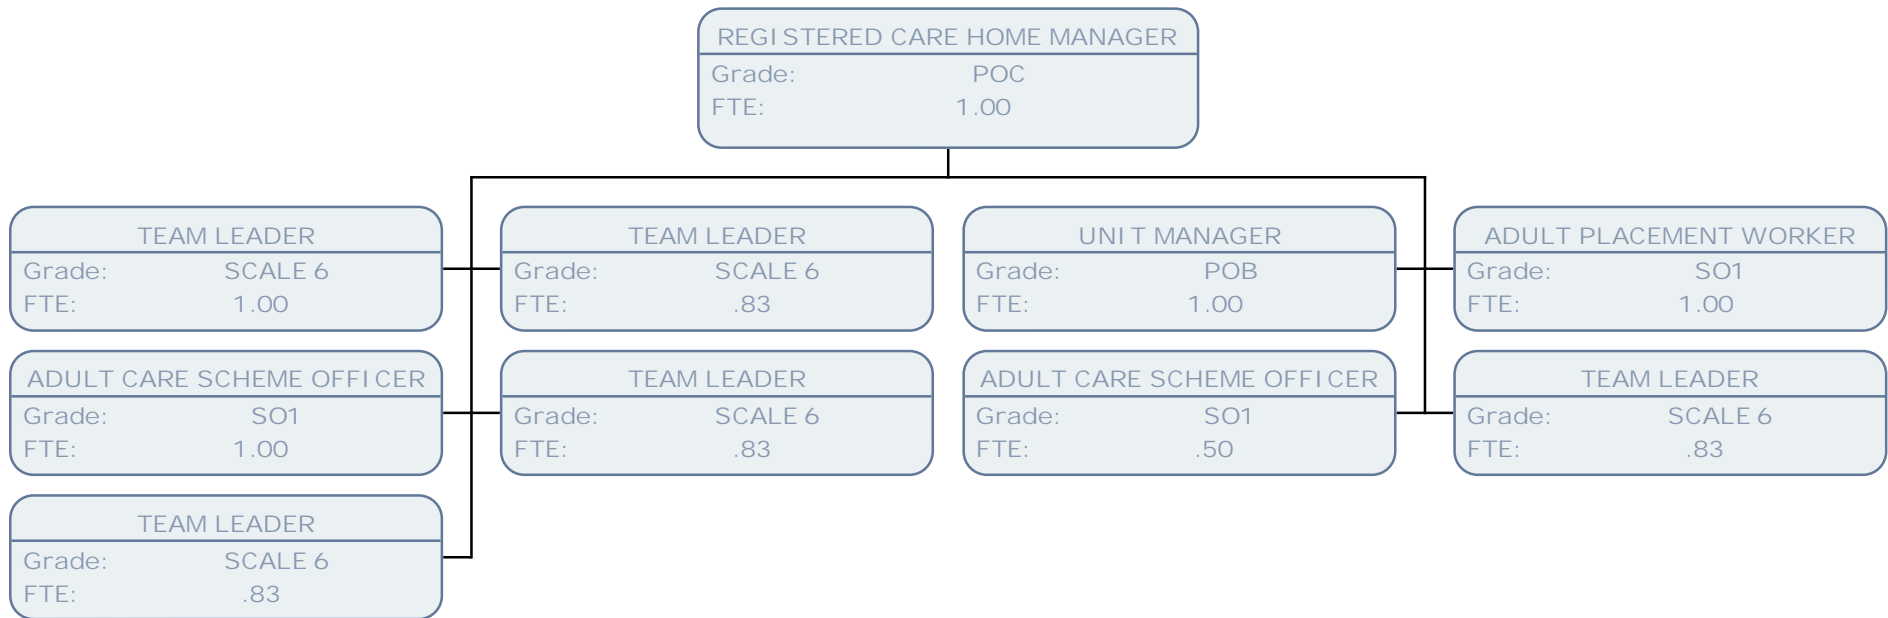 REGISTERED CARE HOME MANAGER
Grade: POC
FTE: 1.00
TEAM LEADER
Grade: SCALE 6
FTE: 1.00
TEAM LEADER
Grade: SCALE 6
FTE: .83
UNIT MANAGER
Grade: POB
FTE: 1.00
ADULT PLACEMENT WORKER
Grade: SO1
FTE: 1.00
ADULT CARE SCHEME OFFICER
Grade: SO1
FTE: 1.00
TEAM LEADER
Grade: SCALE 6
FTE: .83
ADULT CARE SCHEME OFFICER
Grade: SO1
FTE: .50
TEAM LEADER
Grade: SCALE 6
FTE: .83
TEAM LEADER
Grade: SCALE 6
FTE: .83